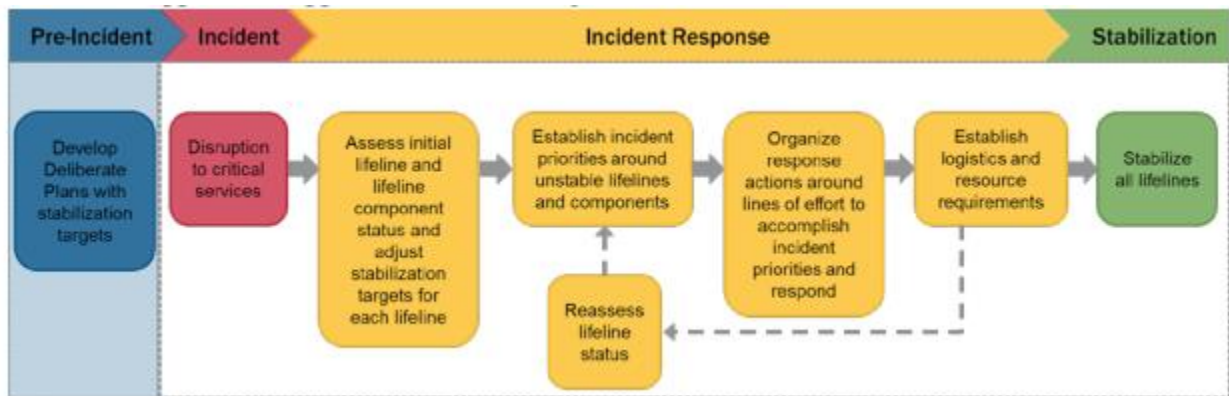 Pre-Incident
Incident
Incident Response
Stabilization
Develop
Deliberate
Plans with
stabilization
targets
Disruption
to critical
services
Assess initial
lifeline and
lifeline
component
status and
adjust
stabilization
targets for
each lifeline
Establish incident
priorities around
unstable lifelines
and components
Organize
response
actions around
lines of effort to
accomplish
incident
priorities and
respond
Establish
logistics and
resource
requirements
Stabilize
all lifelines
Reassess
lifeline
status